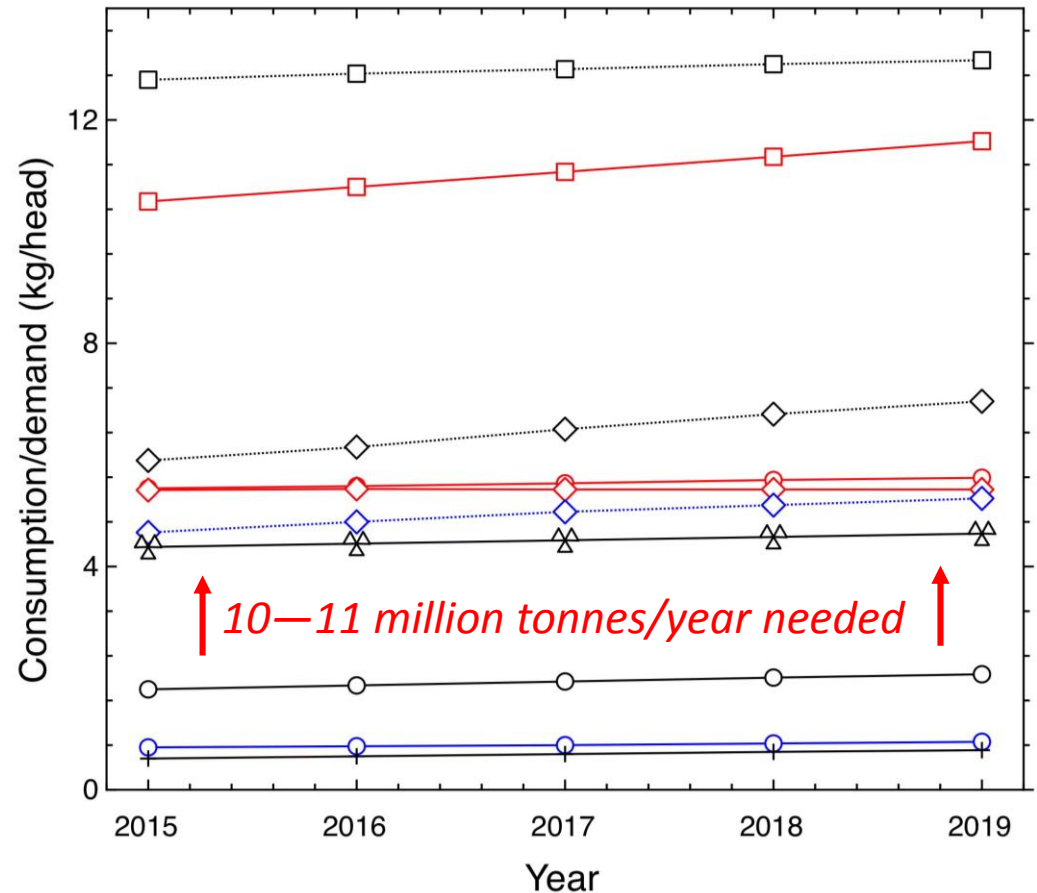 Consumption/demand (kg/head)
12
8
4
0
10—11 million tonnes/year needed
2015 2016 2017 2018 2019
Year